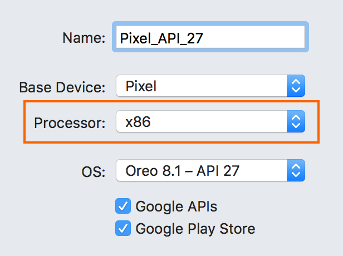 Name: Pixel_API_27
Base Device: Pixel
Processor: x86
OS: Oreo 8.1 – API 27
Google APIs
Google Play Store